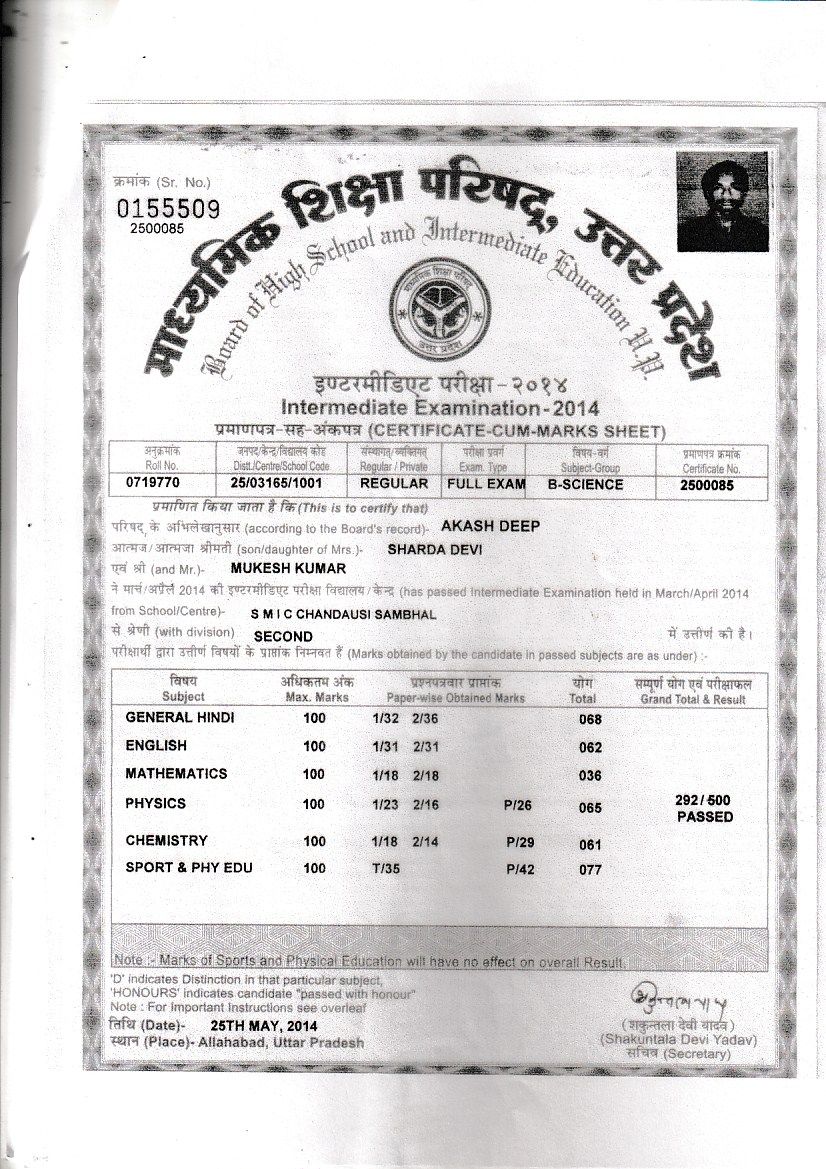 क्रमांक (Sr. No.)
0155509
2500085
माध्यमिक शिक्षा परिषद्, उत्तर प्रदेश
Board of High School and Intermediate Education U.P.
माध्यमिक शिक्षा परिषद्
उत्तर प्रदेश
इण्टरमीडिएट परीक्षा - २०१४
Intermediate Examination - 2014
प्रमाणपत्र-सह-अंकपत्र (CERTIFICATE-CUM-MARKS SHEET)
अनुक्रमांक जनपद/केन्द्र/विद्यालय कोड संस्थागत/व्यक्तिगत् परीक्षा प्रवर्ग विषय-वर्ग प्रमाणपत्र क्रमांक
Roll No. Distt./Centre/School Code Regular / Private Exam. Type Subject-Group Certificate No.
0719770 25/03165/1001 REGULAR FULL EXAM B-SCIENCE 2500085
प्रमाणित किया जाता है कि (This is to certify that)
परिषद् के अभिलेखानुसार (according to the Board's record)- AKASH DEEP
आत्मज/आत्मजा श्रीमती (son/daughter of Mrs.)- SHARDA DEVI
एवं श्री (and Mr.)- MUKESH KUMAR
ने मार्च/अप्रैल 2014 की इण्टरमीडिएट परीक्षा विद्यालय/केन्द्र (has passed Intermediate Examination held in March/April 2014
from School/Centre)- S M I C CHANDAUSI SAMBHAL
से श्रेणी (with division) SECOND में उत्तीर्ण की है।
परीक्षार्थी द्वारा उत्तीर्ण विषयों के प्राप्तांक निम्नवत हैं (Marks obtained by the candidate in passed subjects are as under) :-
विषय अधिकतम अंक प्रश्नपत्रवार प्राप्तांक योग सम्पूर्ण योग एवं परीक्षाफल
Subject Max. Marks Paper-wise Obtained Marks Total Grand Total & Result
GENERAL HINDI 100 1/32 2/36 068
ENGLISH 100 1/31 2/31 062
MATHEMATICS 100 1/18 2/18 036
PHYSICS 100 1/23 2/16 P/26 065 292/500
PASSED
CHEMISTRY 100 1/18 2/14 P/29 061
SPORT & PHY EDU 100 T/35 P/42 077
Note :- Marks of Sports and Physical Education will have no effect on overall Result.
'D' indicates Distinction in that particular subject,
'HONOURS' indicates candidate "passed with honour"
Note : For Important Instructions see overleaf
तिथि (Date)- 25TH MAY, 2014
स्थान (Place)- Allahabad, Uttar Pradesh
(शकुन्तला देवी यादव)
(Shakuntala Devi Yadav)
सचिव (Secretary)